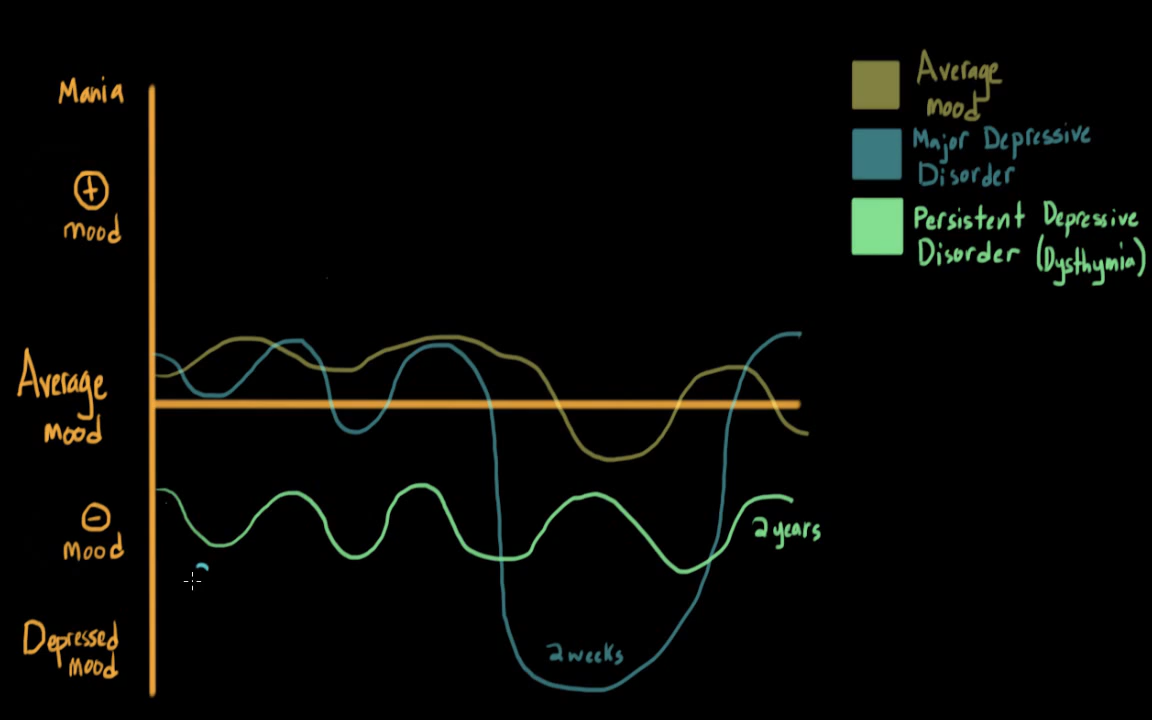 Mania
+
mood
Average
mood
-
mood
Depressed
mood
2 weeks
2 years
Average
mood
Major Depressive
Disorder
Persistent Depressive
Disorder (Dysthymia)